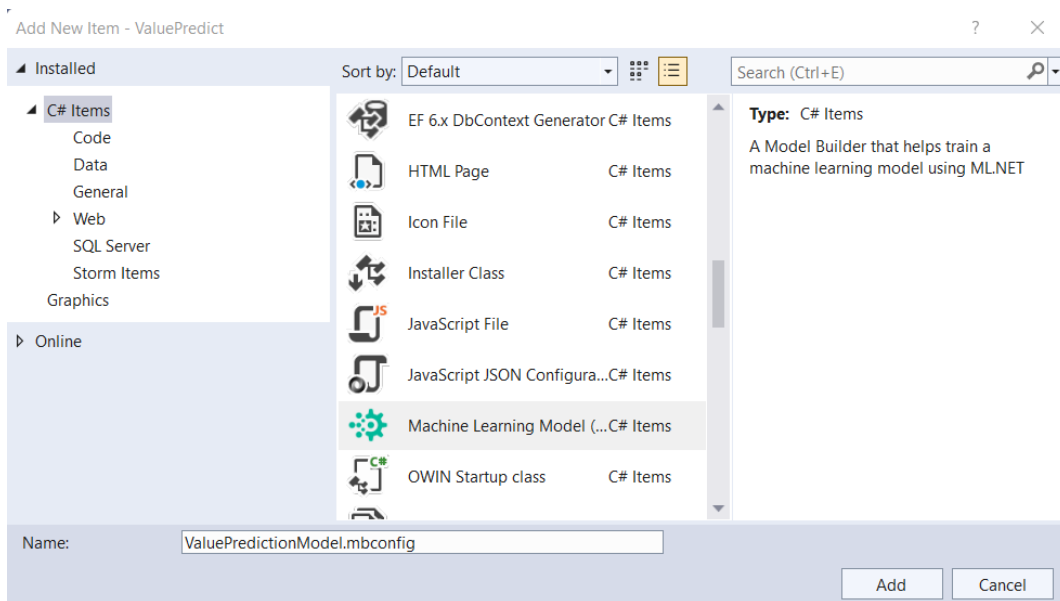 Add New Item - ValuePredict
?
Installed
Sort by: Default
Search (Ctrl+E)
C# Items
Code
Data
General
Web
SQL Server
Storm Items
Graphics
Online
EF 6.x DbContext Generator C# Items
HTML Page C# Items
Icon File C# Items
Installer Class C# Items
JS
JavaScript File C# Items
JavaScript JSON Configura...C# Items
Machine Learning Model (...C# Items
C#
OWIN Startup class C# Items
Type: C# Items
A Model Builder that helps train a
machine learning model using ML.NET
Name: ValuePredictionModel.mbconfig
Add Cancel